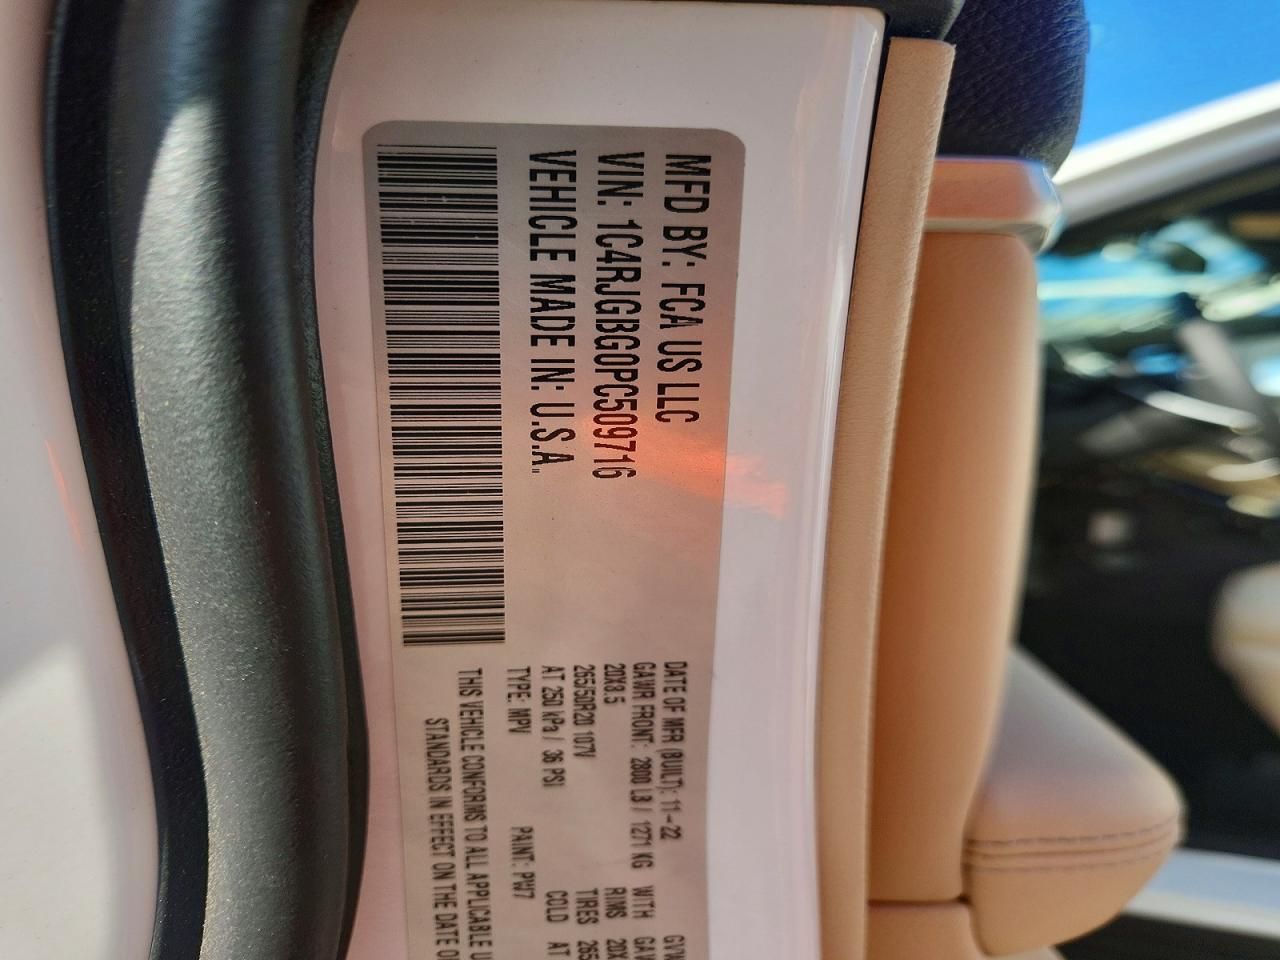 MFD BY: FCA US LLC
VIN: 1C4RJGBG0PC509716
VEHICLE MADE IN: U.S.A.
DATE OF MFR (BUILT): 11-22
GAWR FRONT: 2800 LB / 1271 KG WITH
20X8.5 RIMS
265/50R20 107V TIRES
AT 250 kPa / 36 PSI COLD
TYPE: MPV PAINT: PW7
THIS VEHICLE CONFORMS TO ALL APPLICABLE
STANDARDS IN EFFECT ON THE DATE